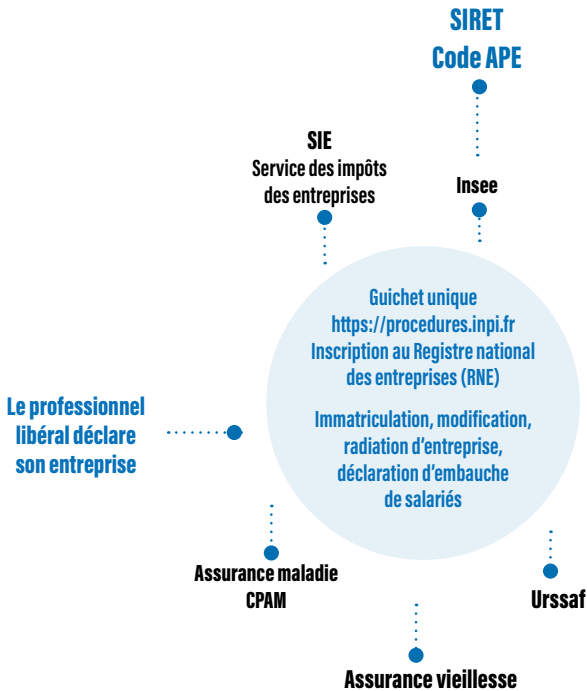 SIRET
Code APE
SIE
Service des impôts
des entreprises
Insee
Guichet unique
https://procedures.inpi.fr
Inscription au Registre national
des entreprises (RNE)
Immatriculation, modification,
radiation d'entreprise,
déclaration d'embauche
de salariés
Le professionnel
libéral déclare
son entreprise
Assurance maladie
CPAM
Urssaf
Assurance vieillesse